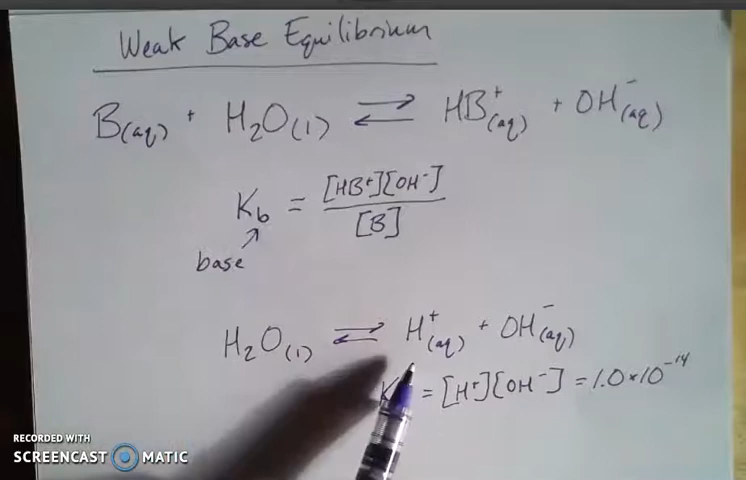 Weak Base Equilibrium
B(aq) + H₂O(l) ⇌ HB⁺(aq) + OH⁻(aq)
K_b = [HB⁺][OH⁻] / [B]
base
H₂O(l) ⇌ H⁺(aq) + OH⁻(aq)
K = [H⁺][OH⁻] = 1.0 × 10⁻¹⁴
RECORDED WITH
SCREENCAST O MATIC